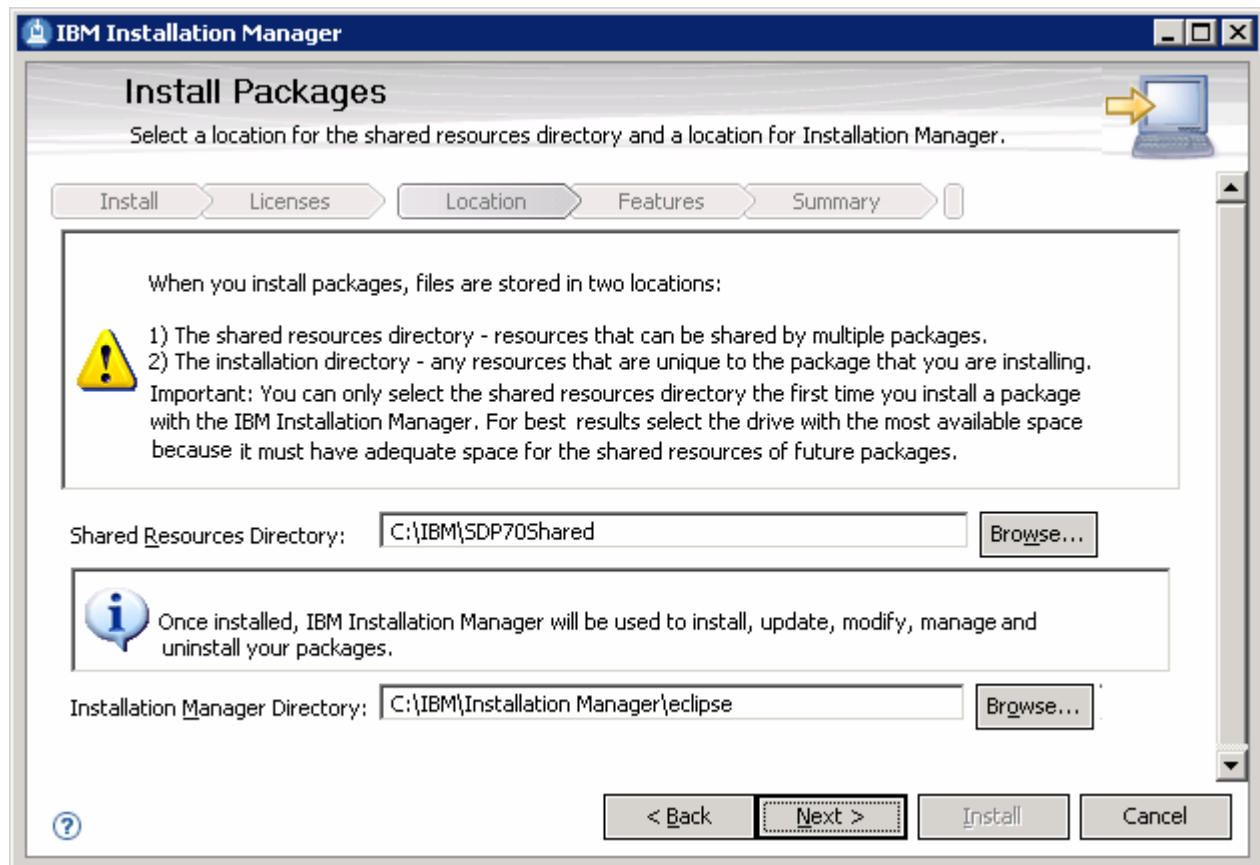 IBM Installation Manager
Install Packages
Select a location for the shared resources directory and a location for Installation Manager.
Install Licenses Location Features Summary
When you install packages, files are stored in two locations:
1) The shared resources directory - resources that can be shared by multiple packages.
2) The installation directory - any resources that are unique to the package that you are installing.
Important: You can only select the shared resources directory the first time you install a package
with the IBM Installation Manager. For best results select the drive with the most available space
because it must have adequate space for the shared resources of future packages.
Shared Resources Directory: C:\IBM\SDP70Shared Browse...
Once installed, IBM Installation Manager will be used to install, update, modify, manage and
uninstall your packages.
Installation Manager Directory: C:\IBM\Installation Manager\eclipse Browse...
? < Back Next > Install Cancel